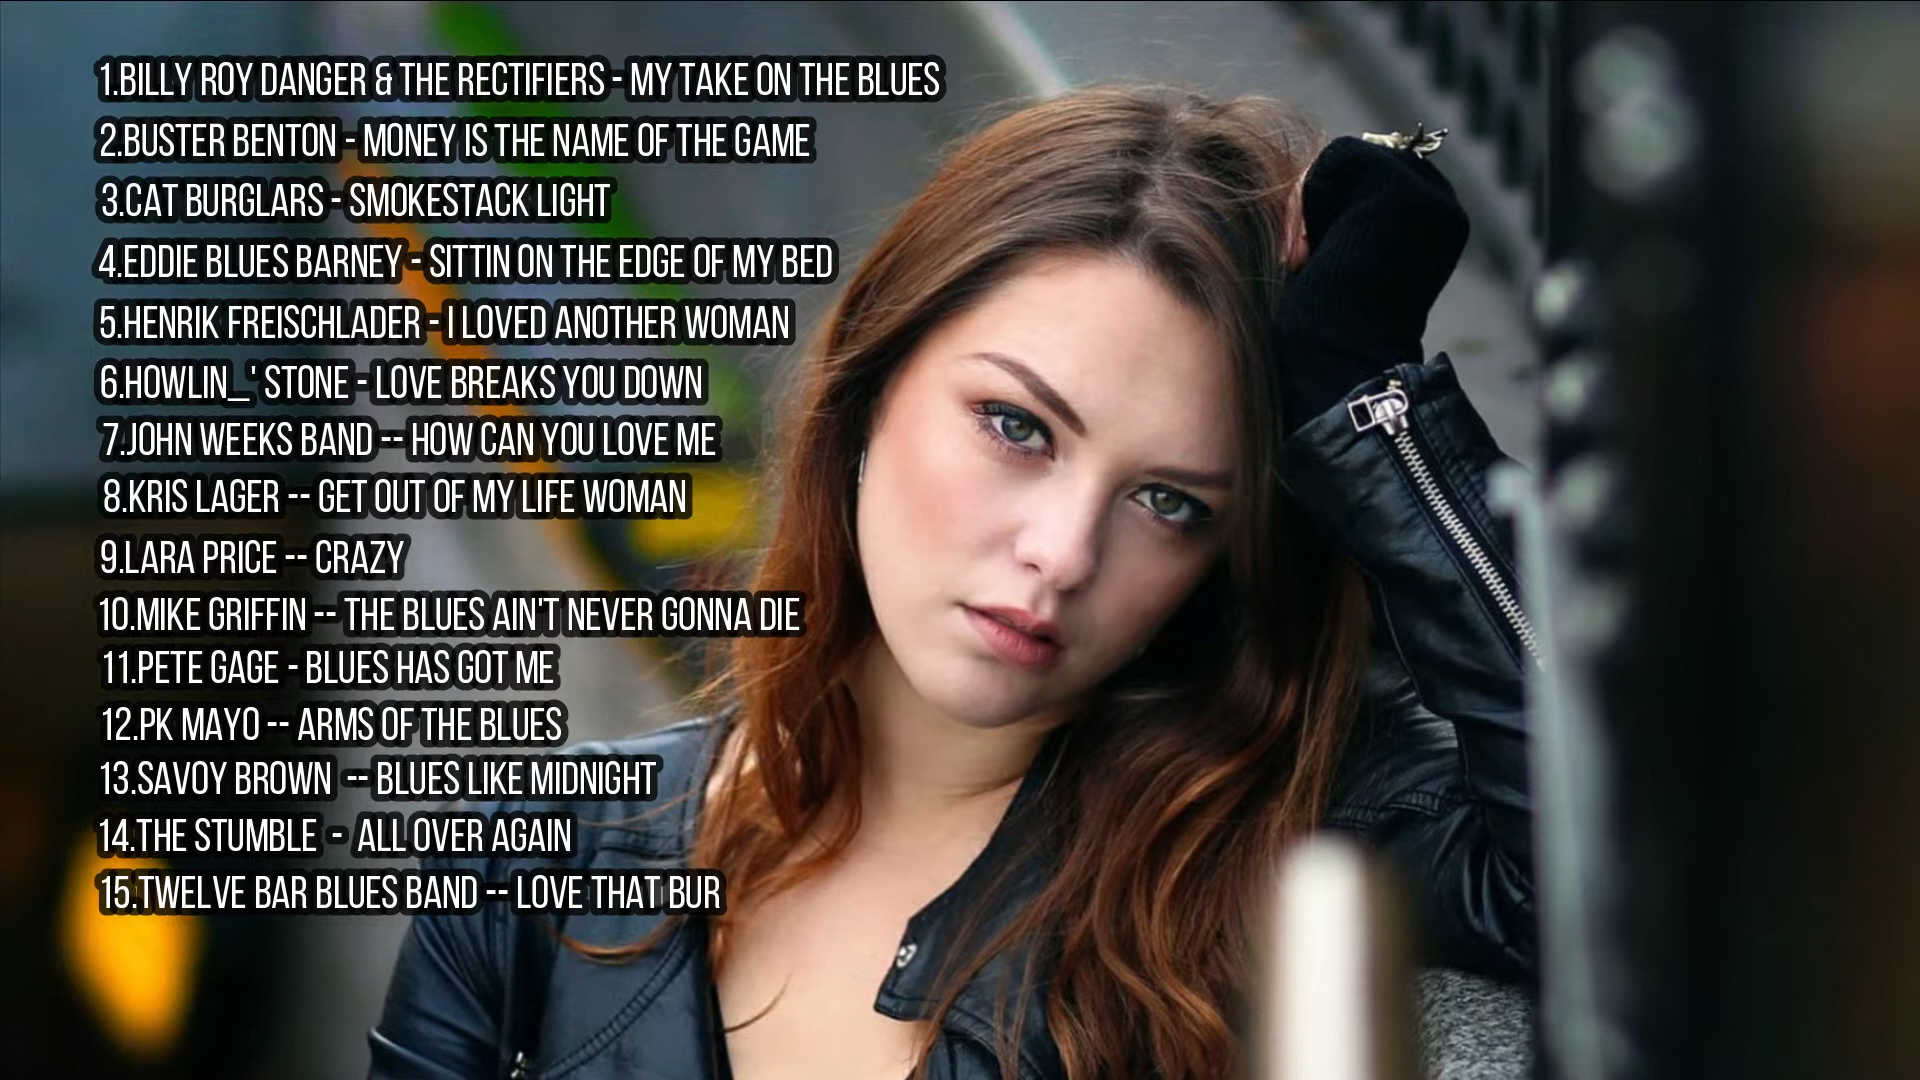 1.BILLY ROY DANGER & THE RECTIFIERS - MY TAKE ON THE BLUES
2.BUSTER BENTON - MONEY IS THE NAME OF THE GAME
3.CAT BURGLARS - SMOKESTACK LIGHT
4.EDDIE BLUES BARNEY - SITTIN ON THE EDGE OF MY BED
5.HENRIK FREISCHLADER - I LOVED ANOTHER WOMAN
6.HOWLIN_' STONE - LOVE BREAKS YOU DOWN
7.JOHN WEEKS BAND -- HOW CAN YOU LOVE ME
8.KRIS LAGER -- GET OUT OF MY LIFE WOMAN
9.LARA PRICE -- CRAZY
10.MIKE GRIFFIN -- THE BLUES AIN'T NEVER GONNA DIE
11.PETE GAGE - BLUES HAS GOT ME
12.PK MAYO -- ARMS OF THE BLUES
13.SAVOY BROWN -- BLUES LIKE MIDNIGHT
14.THE STUMBLE - ALL OVER AGAIN
15.TWELVE BAR BLUES BAND -- LOVE THAT BUR